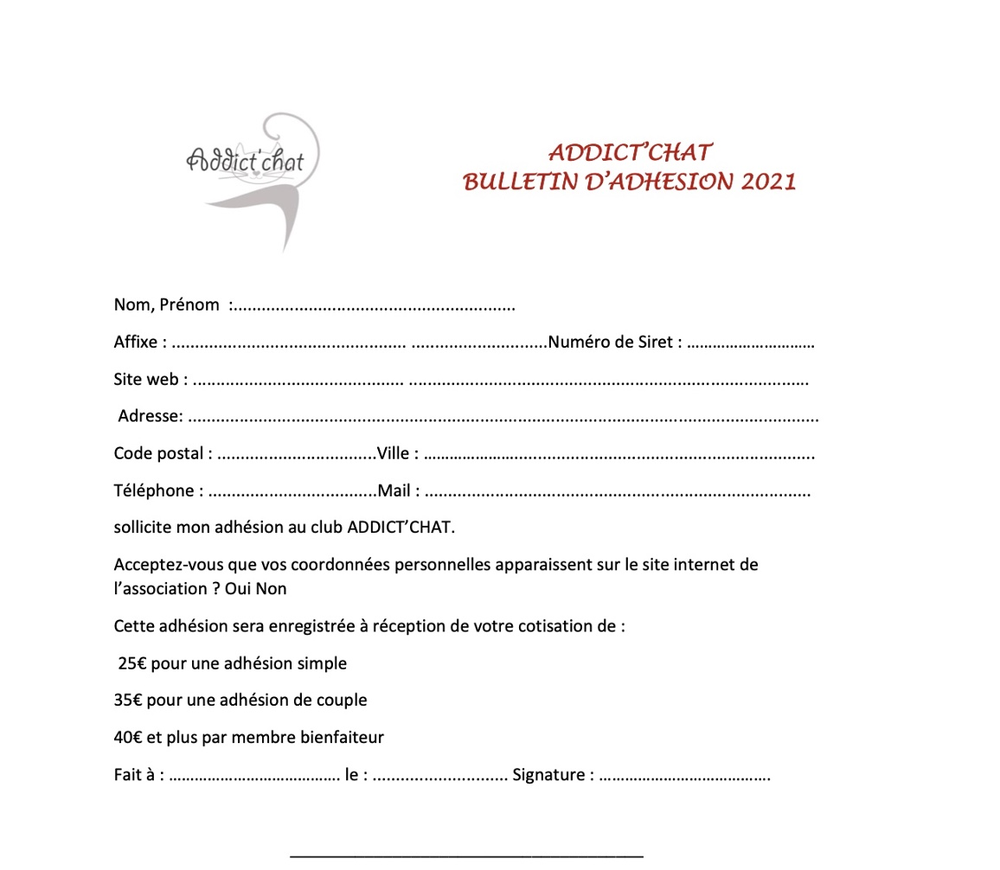 Addict'chat
ADDICT’CHAT
BULLETIN D’ADHESION 2021
Nom, Prénom :.............................................................
Affixe : ................................................... ..............................Numéro de Siret : …………………………
Site web : .............................................. .......................................................................................
Adresse: .........................................................................................................................................
Code postal : ...................................Ville : …………………..................................................................
Téléphone : .....................................Mail : ....................................................................................
sollicite mon adhésion au club ADDICT’CHAT.
Acceptez-vous que vos coordonnées personnelles apparaissent sur le site internet de
l’association ? Oui Non
Cette adhésion sera enregistrée à réception de votre cotisation de :
25€ pour une adhésion simple
35€ pour une adhésion de couple
40€ et plus par membre bienfaiteur
Fait à : …………………………………. le : ............................. Signature : ………………………………….